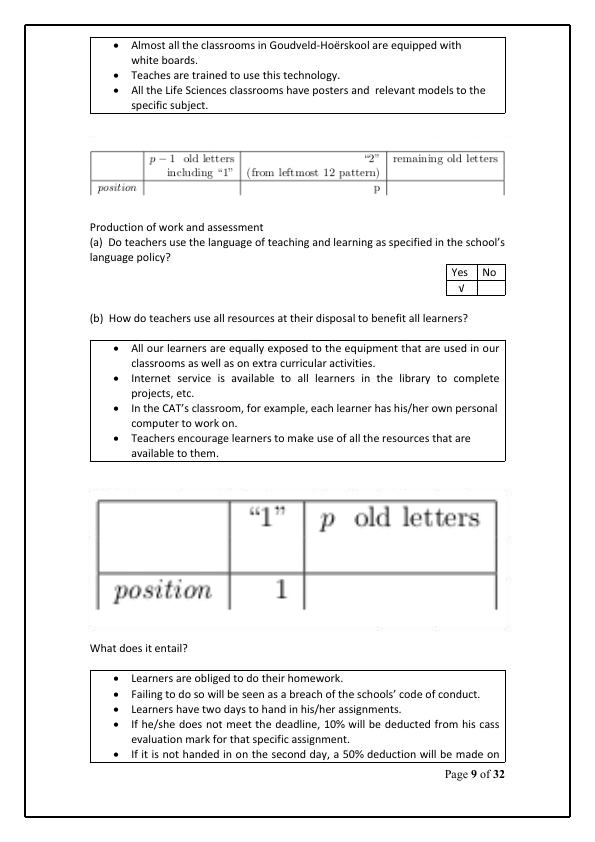 • Almost all the classrooms in Goudveld-Hoërskool are equipped with
white boards.
• Teaches are trained to use this technology.
• All the Life Sciences classrooms have posters and relevant models to the
specific subject.
p − 1 old letters “2” remaining old letters
including “1” (from leftmost 12 pattern)
position p
Production of work and assessment
(a) Do teachers use the language of teaching and learning as specified in the school’s
language policy?
Yes No
√
(b) How do teachers use all resources at their disposal to benefit all learners?
• All our learners are equally exposed to the equipment that are used in our
classrooms as well as on extra curricular activities.
• Internet service is available to all learners in the library to complete
projects, etc.
• In the CAT’s classroom, for example, each learner has his/her own personal
computer to work on.
• Teachers encourage learners to make use of all the resources that are
available to them.
“1” p old letters
position 1
What does it entail?
• Learners are obliged to do their homework.
• Failing to do so will be seen as a breach of the schools’ code of conduct.
• Learners have two days to hand in his/her assignments.
• If he/she does not meet the deadline, 10% will be deducted from his cass
evaluation mark for that specific assignment.
• If it is not handed in on the second day, a 50% deduction will be made on
Page 9 of 32